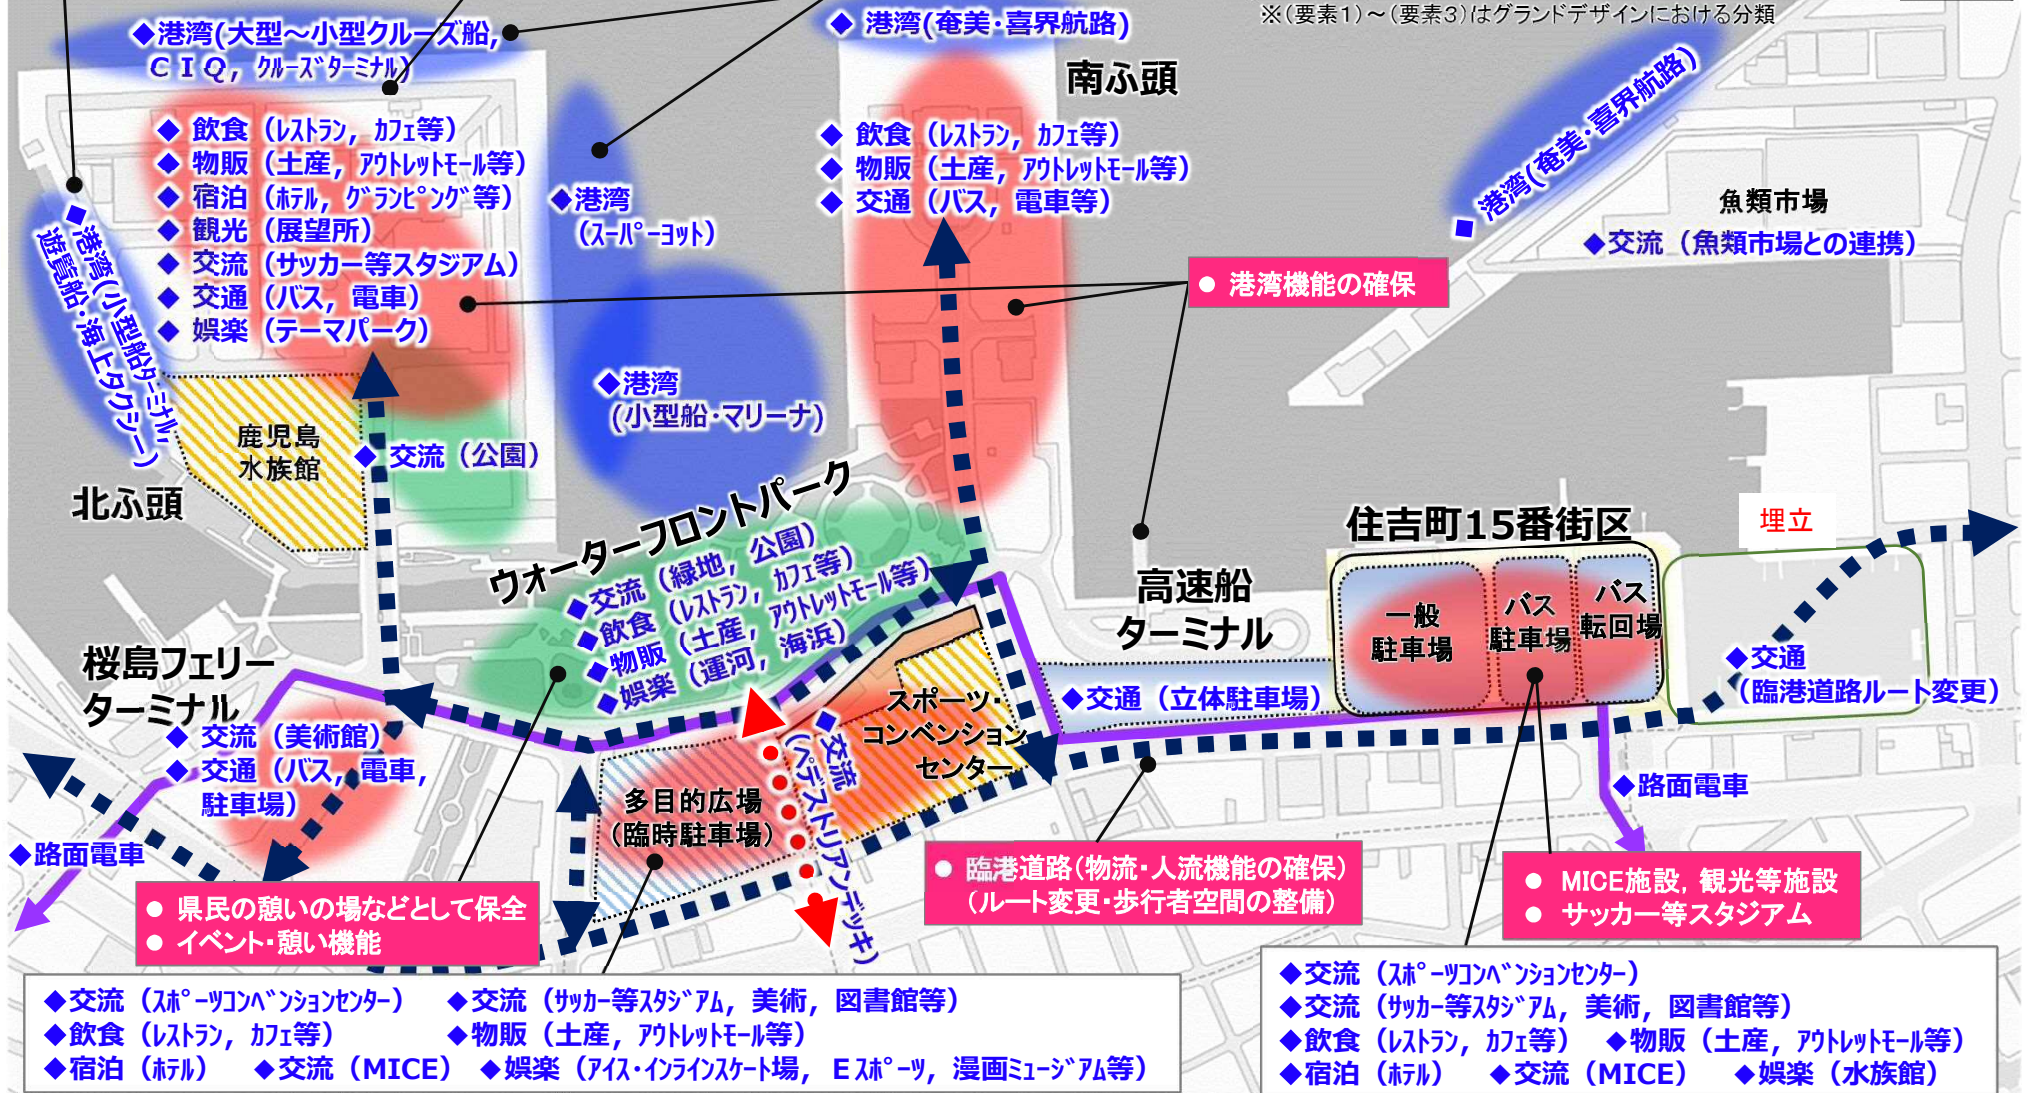 ※(要素1)～(要素3)はグランドデザインにおける分類
◆港湾(大型～小型クルーズ船,
CIQ, クルーズターミナル)
◆ 港湾(奄美・喜界航路)
南ふ頭
■ 港湾(奄美・喜界航路)
◆ 飲食（レストラン, カフェ等）
◆ 物販（土産, アウトレットモール等）
◆ 宿泊（ホテル, グランピング等）
◆ 観光（展望所）
◆ 交流（サッカー等スタジアム）
◆ 交通（バス, 電車）
◆ 娯楽（テーマパーク）
◆港湾
（スーパーヨット）
◆ 飲食（レストラン, カフェ等）
◆ 物販（土産, アウトレットモール等）
◆ 交通（バス, 電車等）
魚類市場
◆交流（魚類市場との連携）
● 港湾機能の確保
■ 港湾(小型船ターミナル,
遊覧船・海上タクシー)
◆港湾
(小型船・マリーナ)
鹿児島
水族館
◆ 交流（公園）
北ふ頭
ウォーターフロントパーク
■ 交流（緑地, 公園）
■ 飲食（レストラン, カフェ等）
■ 物販（土産, アウトレットモール等）
■ 娯楽（運河, 海浜）
住吉町15番街区
埋立
高速船
ターミナル
一般
駐車場
バス
駐車場
バス
転回場
桜島フェリー
ターミナル
◆ 交流（美術館）
◆ 交通（バス, 電車,
駐車場）
◆交通（立体駐車場）
◆交通
（臨港道路ルート変更）
スポーツ・
コンベンション
センター
■交流
(ペデストリアンデッキ)
多目的広場
（臨時駐車場）
◆路面電車
◆路面電車
● 県民の憩いの場などとして保全
● イベント・憩い機能
● 臨港道路(物流・人流機能の確保)
（ルート変更・歩行者空間の整備）
● MICE施設, 観光等施設
● サッカー等スタジアム
◆交流（スポーツコンベンションセンター） ◆交流（サッカー等スタジアム, 美術, 図書館等）
◆飲食（レストラン, カフェ等） ◆物販（土産, アウトレットモール等）
◆宿泊（ホテル） ◆交流（MICE） ◆娯楽（アイス・インラインスケート場, Eスポーツ, 漫画ミュージアム等）
◆交流（スポーツコンベンションセンター）
◆交流（サッカー等スタジアム, 美術, 図書館等）
◆飲食（レストラン, カフェ等） ◆物販（土産, アウトレットモール等）
◆宿泊（ホテル） ◆交流（MICE） ◆娯楽（水族館）